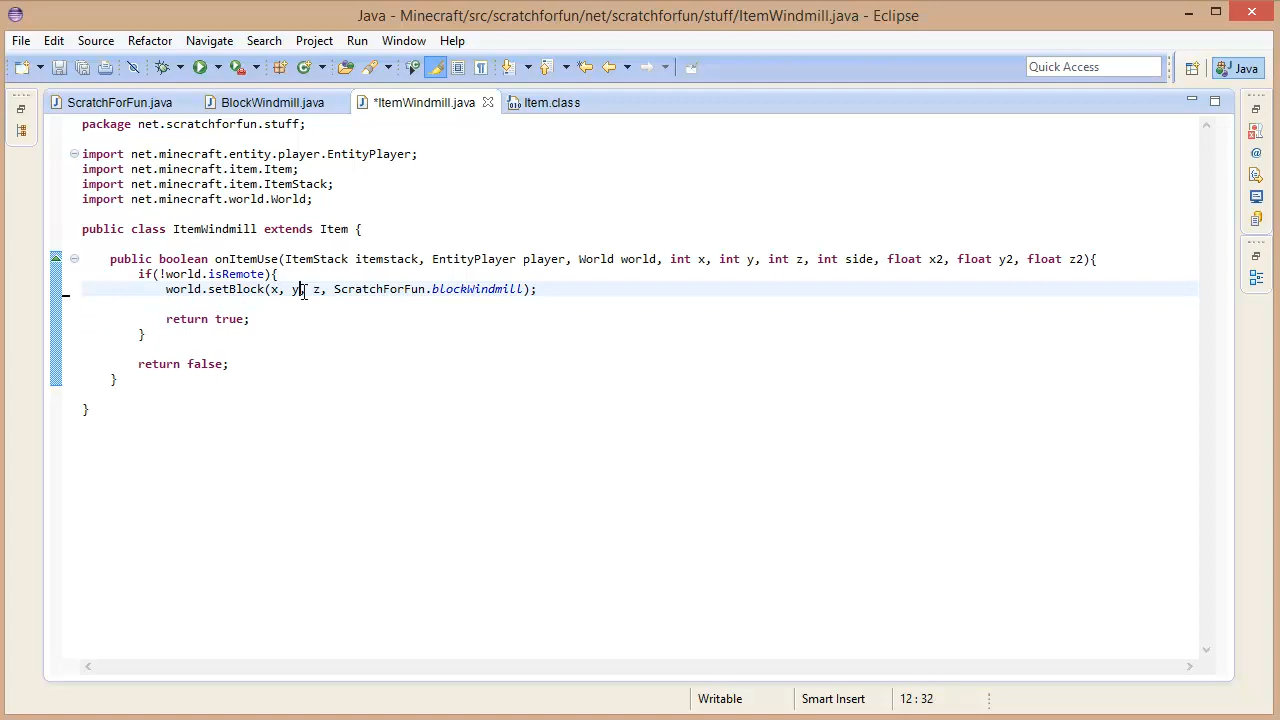 Java - Minecraft/src/scratchforfun/net/scratchforfun/stuff/ItemWindmill.java - Eclipse
File Edit Source Refactor Navigate Search Project Run Window Help
Quick Access
Java
ScratchForFun.java BlockWindmill.java *ItemWindmill.java Item.class
package net.scratchforfun.stuff;
import net.minecraft.entity.player.EntityPlayer;
import net.minecraft.item.Item;
import net.minecraft.item.ItemStack;
import net.minecraft.world.World;
public class ItemWindmill extends Item {
public boolean onItemUse(ItemStack itemstack, EntityPlayer player, World world, int x, int y, int z, int side, float x2, float y2, float z2){
if(!world.isRemote){
world.setBlock(x, y, z, ScratchForFun.blockWindmill);
return true;
}
return false;
}
}
Writable Smart Insert 12 : 32